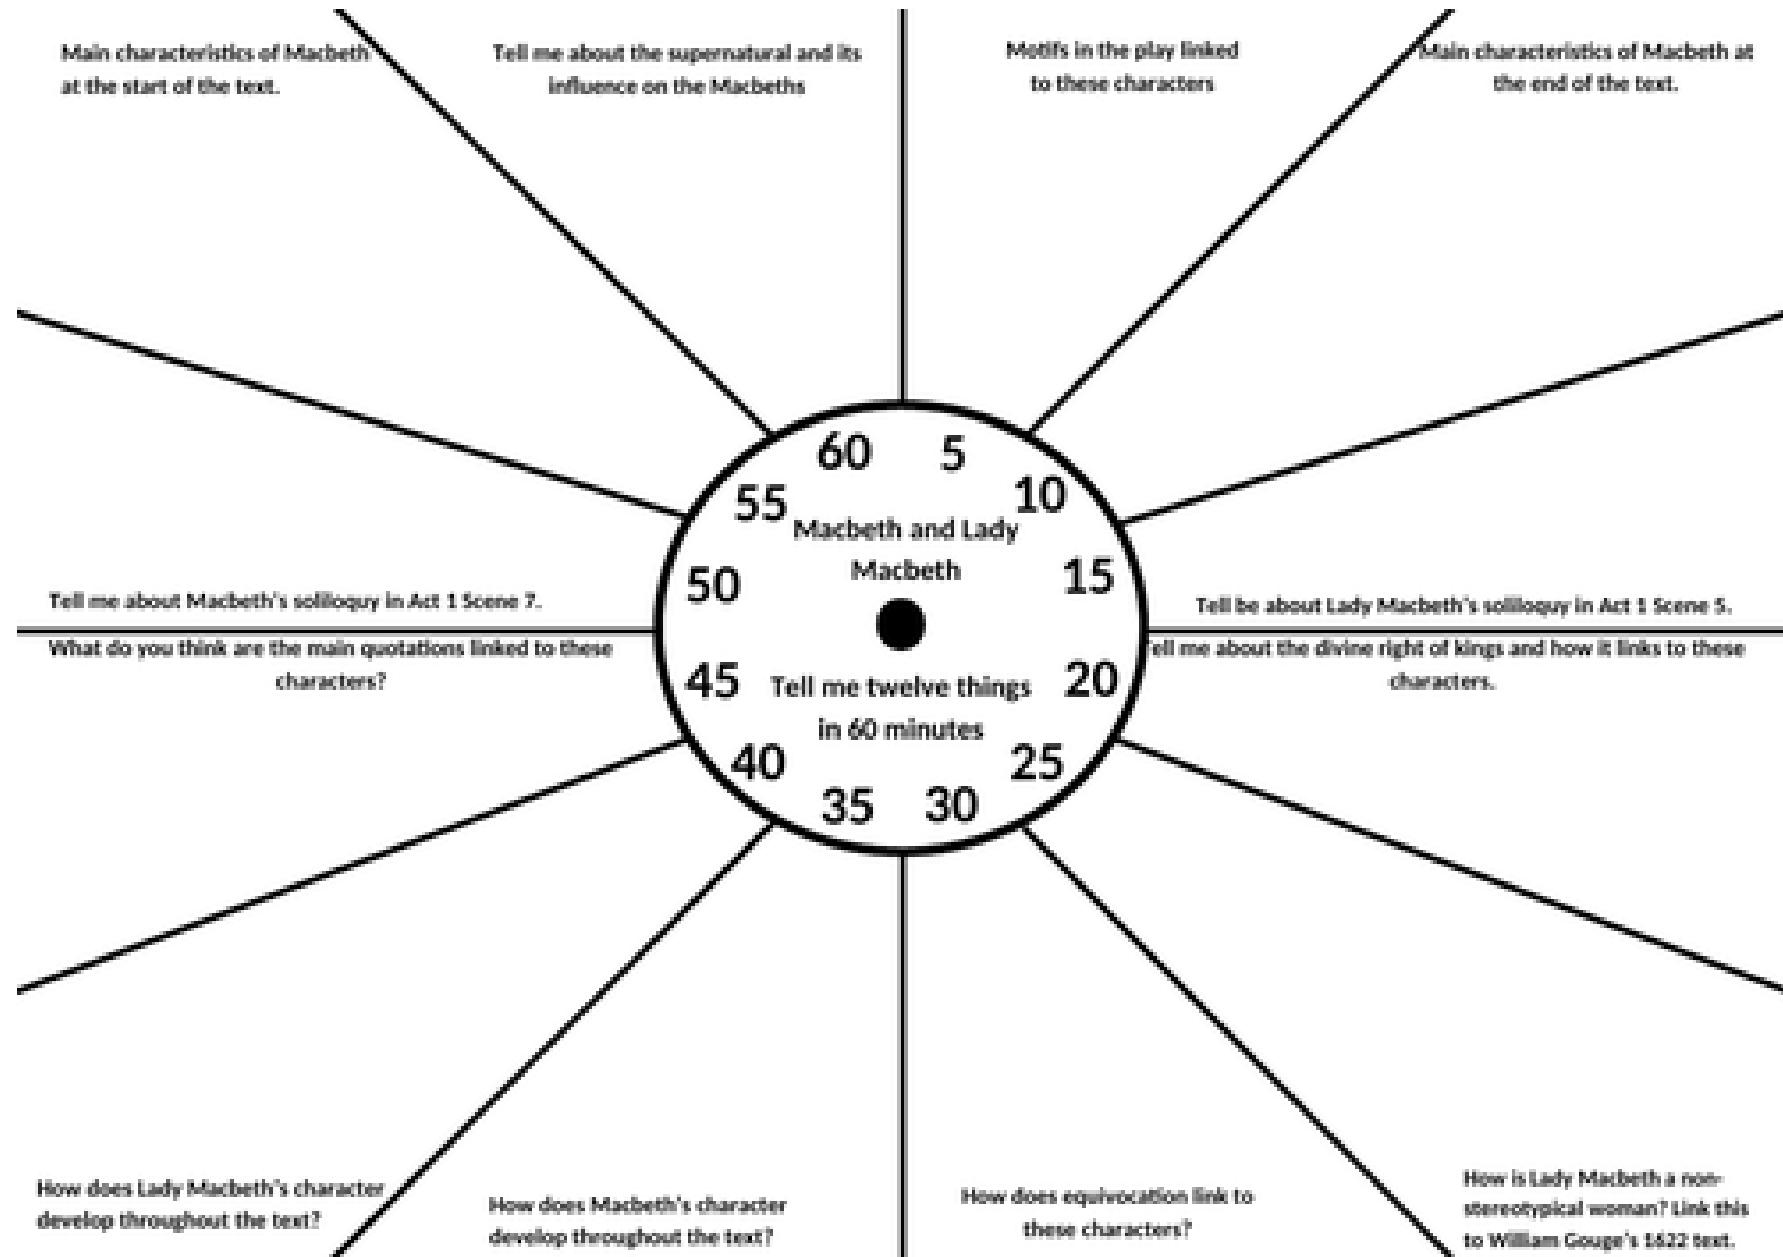 Main characteristics of Macbeth
at the start of the text.
Tell me about the supernatural and its
influence on the Macbeths
Motifs in the play linked
to these characters
Main characteristics of Macbeth at
the end of the text.
60
5
55
10
Macbeth and Lady
Macbeth
50
15
Tell me about Macbeth's soliloquy in Act 1 Scene 7.
Tell be about Lady Macbeth's soliloquy in Act 1 Scene 5.
What do you think are the main quotations linked to these
characters?
Tell me about the divine right of kings and how it links to these
characters.
45
20
Tell me twelve things
in 60 minutes
40
25
35
30
How does Lady Macbeth's character
develop throughout the text?
How does Macbeth's character
develop throughout the text?
How does equivocation link to
these characters?
How is Lady Macbeth a non-
stereotypical woman? Link this
to William Gouge's 1622 text.